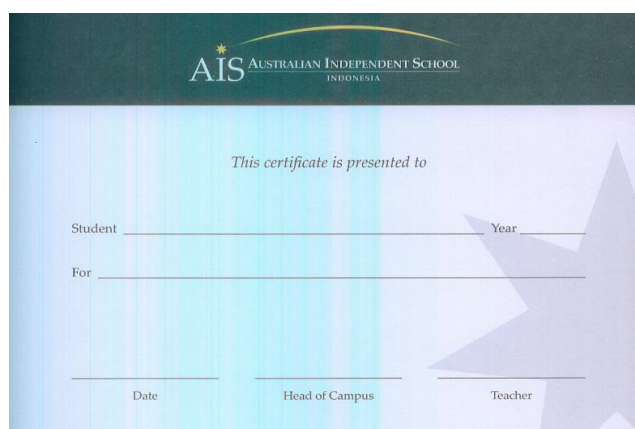 AIS AUSTRALIAN INDEPENDENT SCHOOL
INDONESIA
This certificate is presented to
Student Year
For
Date Head of Campus Teacher